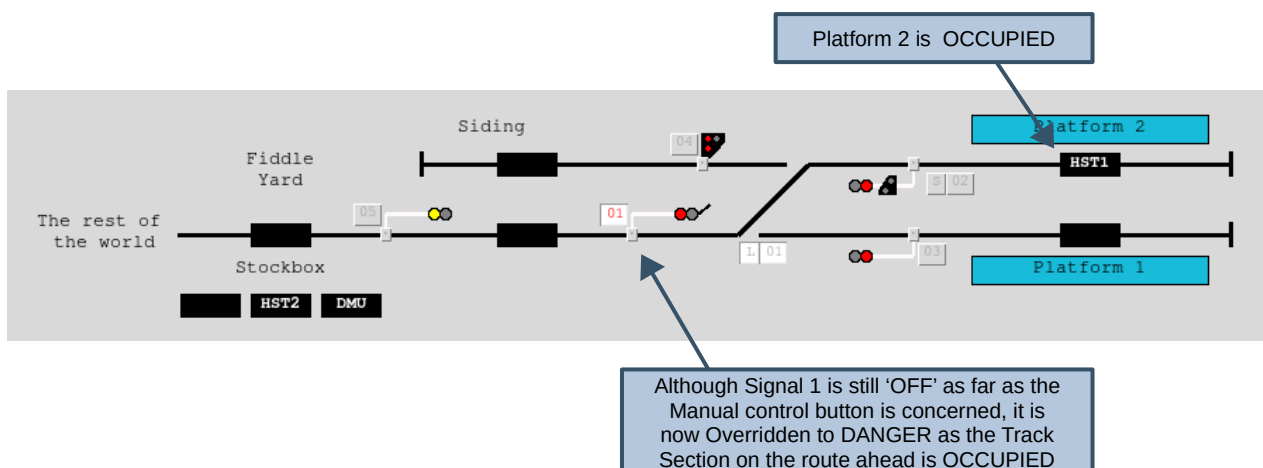 Platform 2 is OCCUPIED
Siding
04
Platform 2
Fiddle
Yard
HST1
S 02
The rest of
the world
05
01
L 01
03
Stockbox
Platform 1
HST2
DMU
Although Signal 1 is still ‘OFF’ as far as the
Manual control button is concerned, it is
now Overridden to DANGER as the Track
Section on the route ahead is OCCUPIED